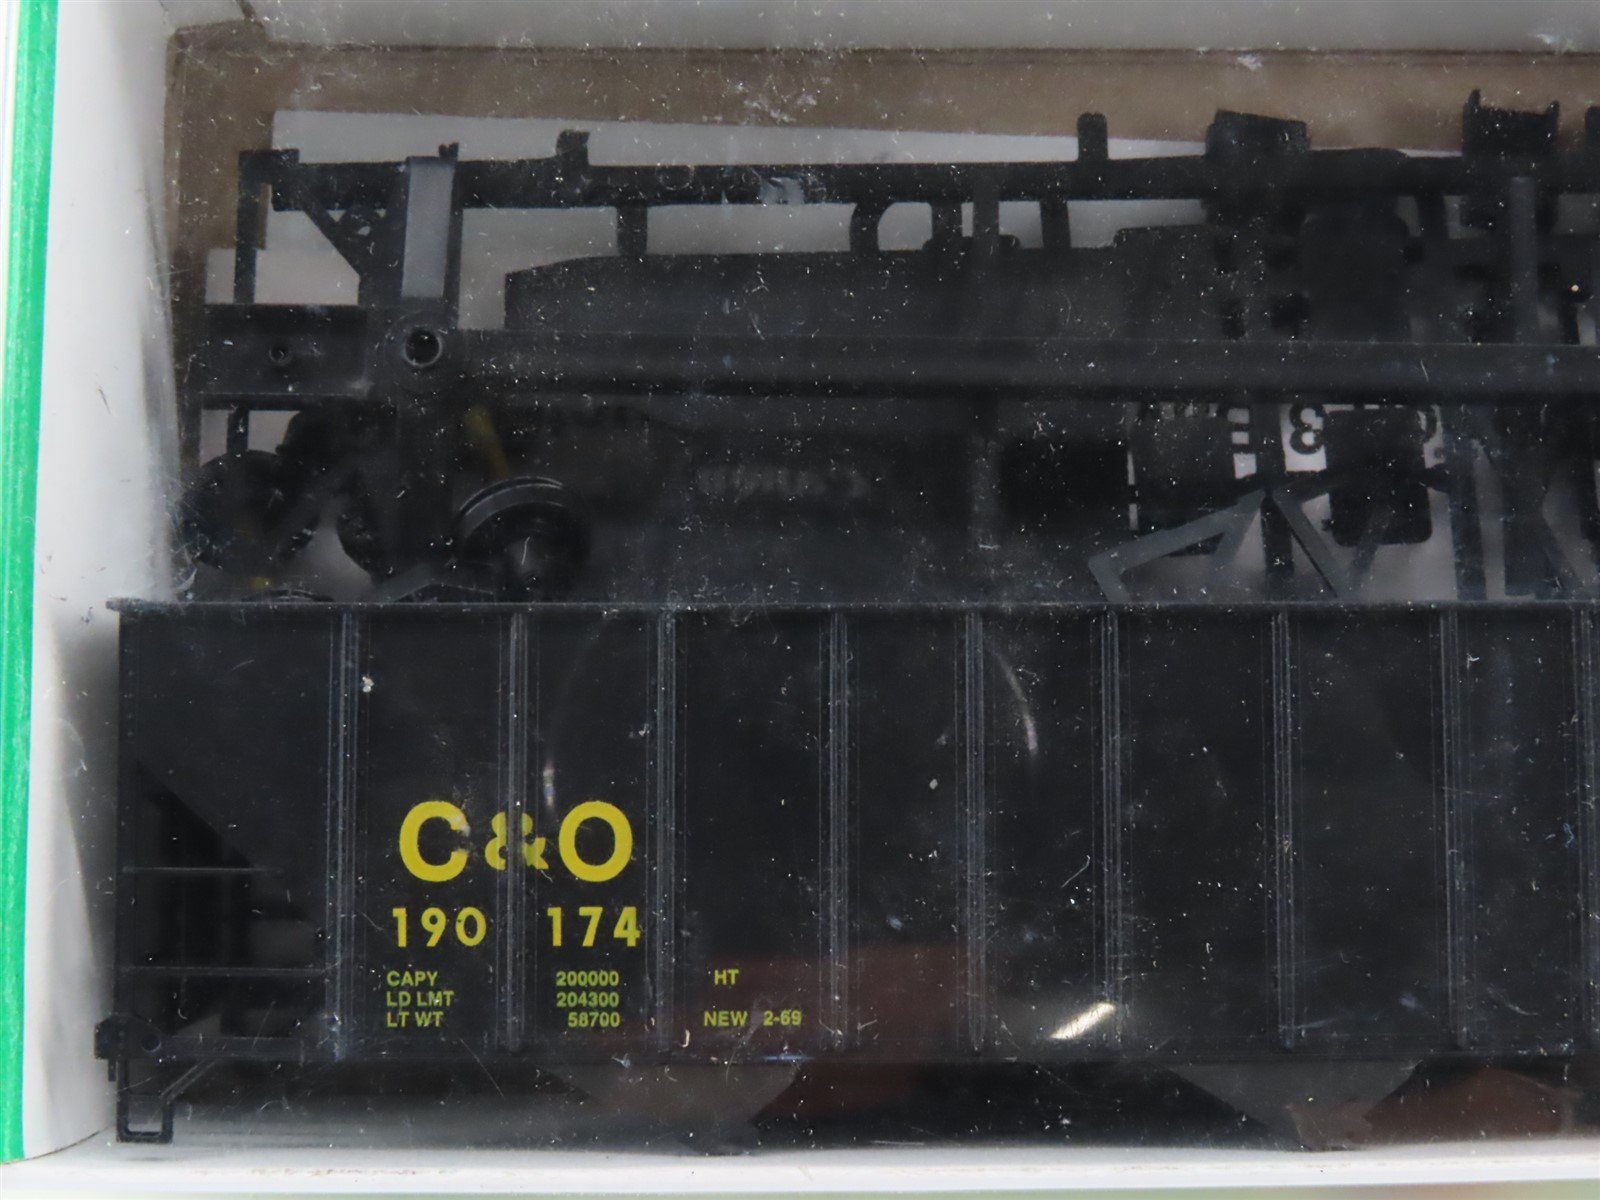 C&O
190 174
CAPY 200000 HT
LD LMT 204300
LT WT 58700 NEW 2-69